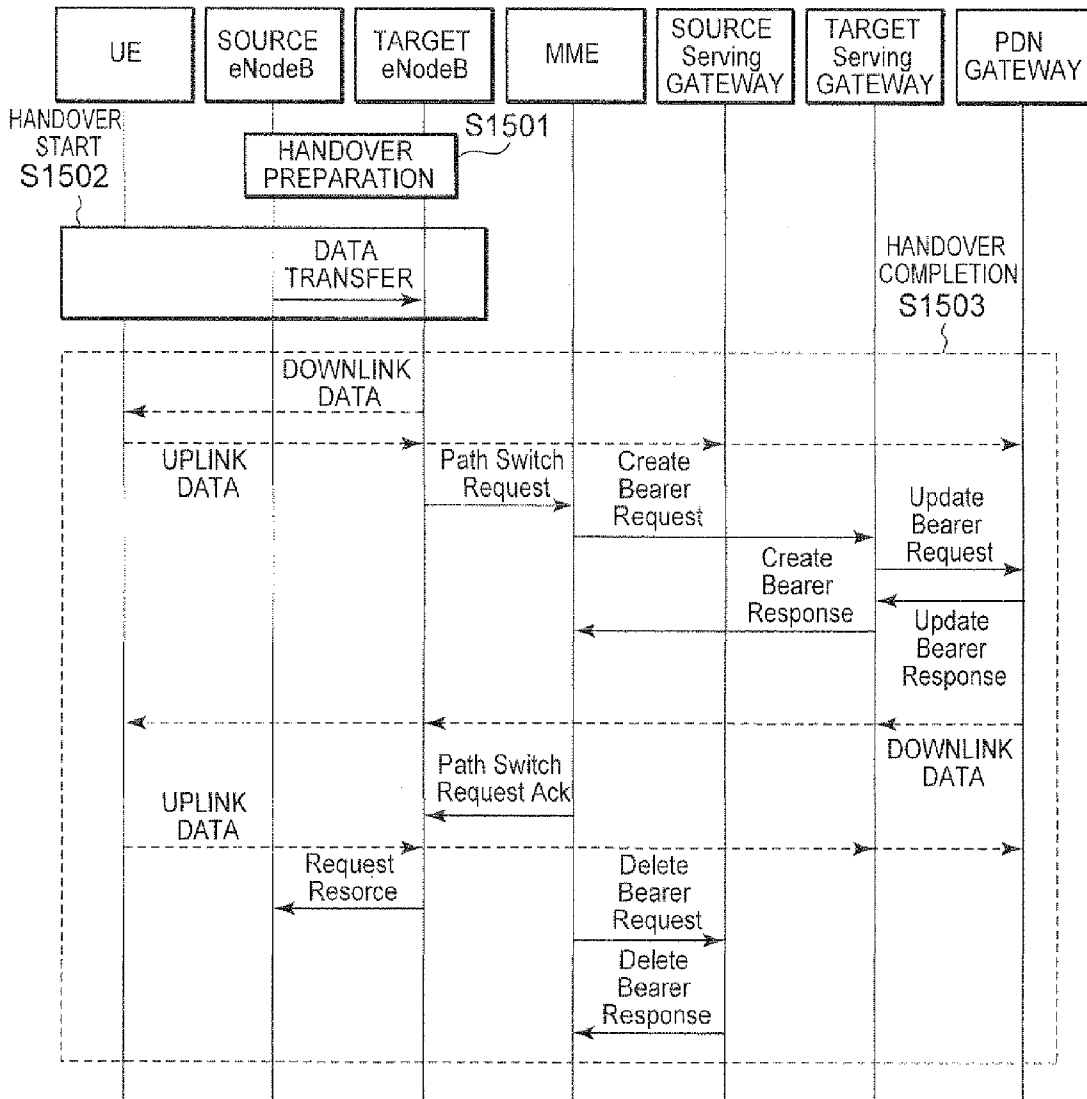 UE
SOURCE
eNodeB
TARGET
eNodeB
MME
SOURCE
Serving
GATEWAY
TARGET
Serving
GATEWAY
PDN
GATEWAY
HANDOVER
START
S1502
S1501
HANDOVER
PREPARATION
DATA
TRANSFER
HANDOVER
COMPLETION
S1503
DOWNLINK
DATA
UPLINK
DATA
Path Switch
Request
Create
Bearer
Request
Update
Bearer
Request
Create
Bearer
Response
Update
Bearer
Response
DOWNLINK
DATA
Path Switch
Request Ack
UPLINK
DATA
Request
Resorce
Delete
Bearer
Request
Delete
Bearer
Response